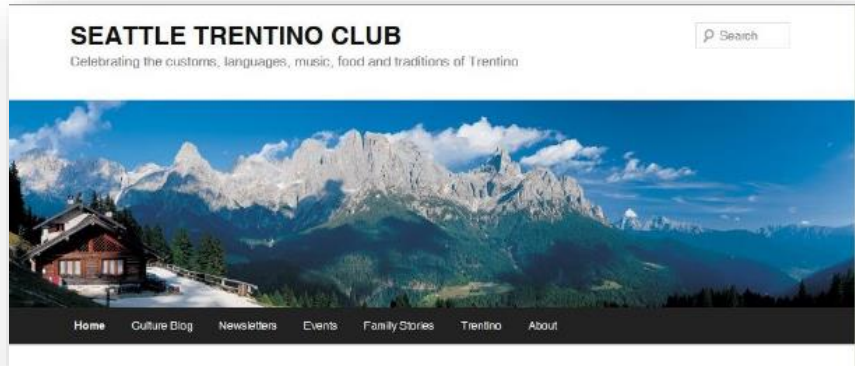 SEATTLE TRENTINO CLUB
Search
Celebrating the customs, languages, music, food and traditions of Trentino
Home Culture Blog Newsletters Events Family Stories Trentino About